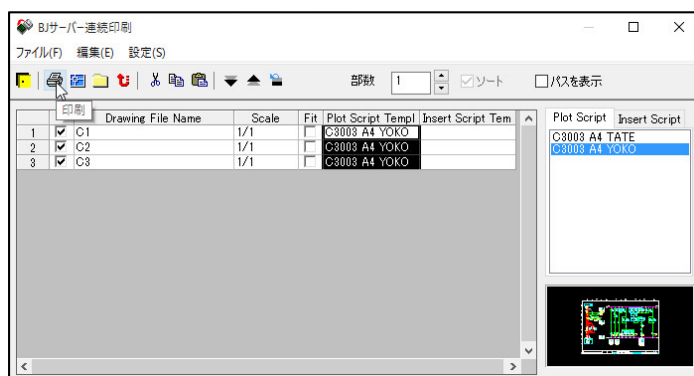 BJサーバー連続印刷
ファイル(F) 編集(E) 設定(S)
部数 1 ソート パスを表示
印刷
Drawing File Name Scale Fit Plot Script Templ Insert Script Tem
1 C1 1/1 C3003 A4 YOKO
2 C2 1/1 C3003 A4 YOKO
3 C3 1/1 C3003 A4 YOKO
Plot Script Insert Script
C3003 A4 TATE
C3003 A4 YOKO